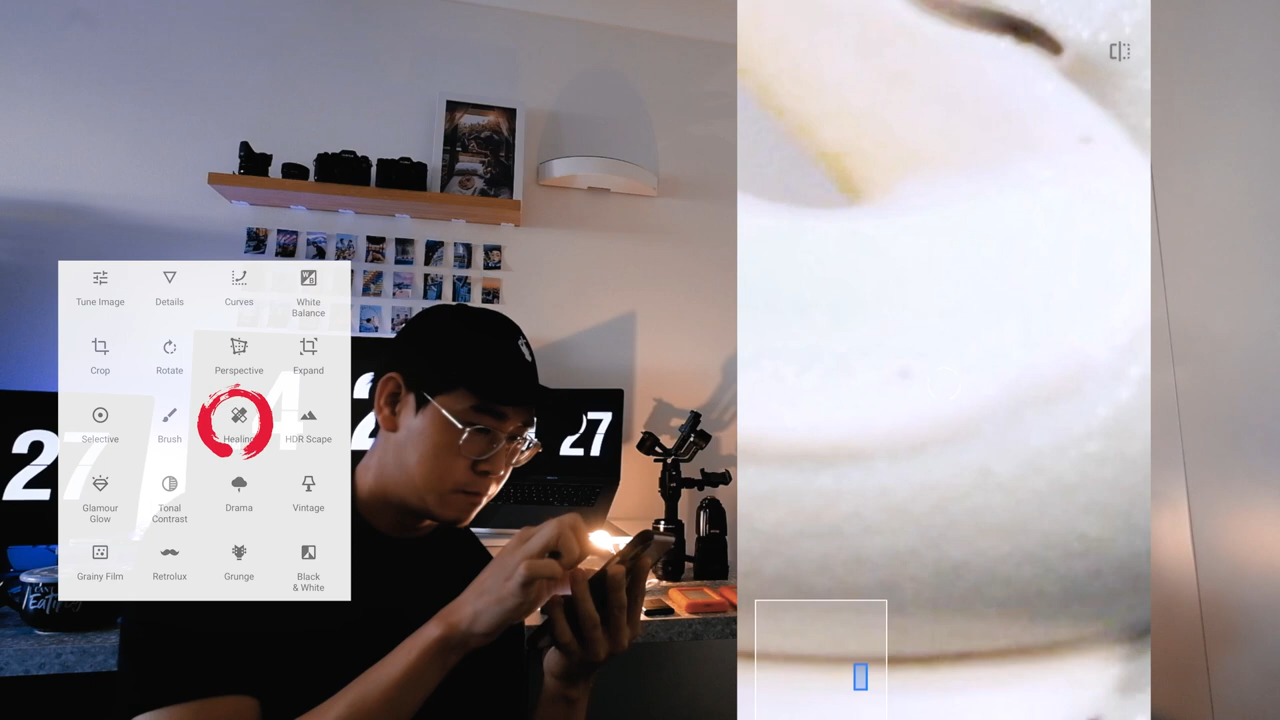 Tune Image
Details
Curves
White
Balance
Crop
Rotate
Perspective
Expand
Selective
Brush
Healing
HDR Scape
Glamour
Glow
Tonal
Contrast
Drama
Vintage
Grainy Film
Retrolux
Grunge
Black
& White
27
27